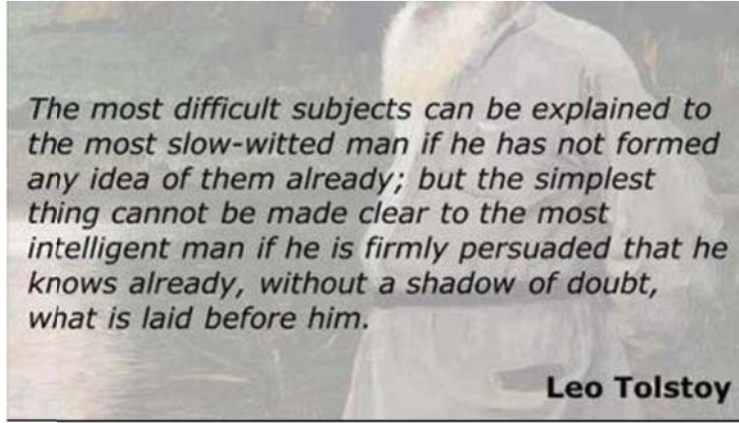 The most difficult subjects can be explained to
the most slow-witted man if he has not formed
any idea of them already; but the simplest
thing cannot be made clear to the most
intelligent man if he is firmly persuaded that he
knows already, without a shadow of doubt,
what is laid before him.
Leo Tolstoy